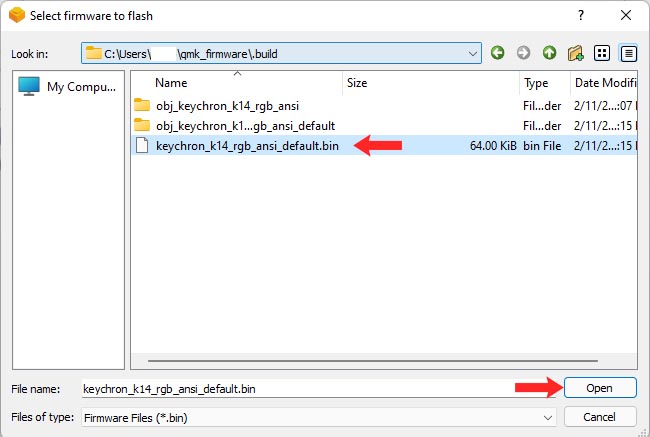 Select firmware to flash
? ×
Look in: C:\Users\ \qmk_firmware\.build
My Compu...
Name Size Type Date Modifi
obj_keychron_k14_rgb_ansi Fil...der 2/11/2...:07 
obj_keychron_k1...gb_ansi_default Fil...der 2/11/2...:15 
keychron_k14_rgb_ansi_default.bin 64.00 KiB bin File 2/11/2...:15 
File name: keychron_k14_rgb_ansi_default.bin Open
Files of type: Firmware Files (*.bin) Cancel